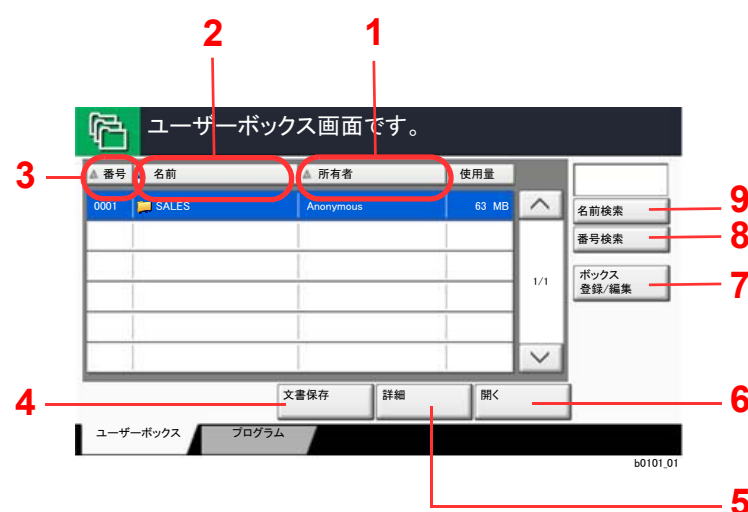 2
1
ユーザーボックス画面です。
3
番号 名前 所有者 使用量
0001 SALES Anonymous 63 MB
9
名前検索
8
番号検索
7
ボックス
登録/編集
1/1
4
文書保存 詳細 開く
6
ユーザーボックス プログラム
b0101_01
5